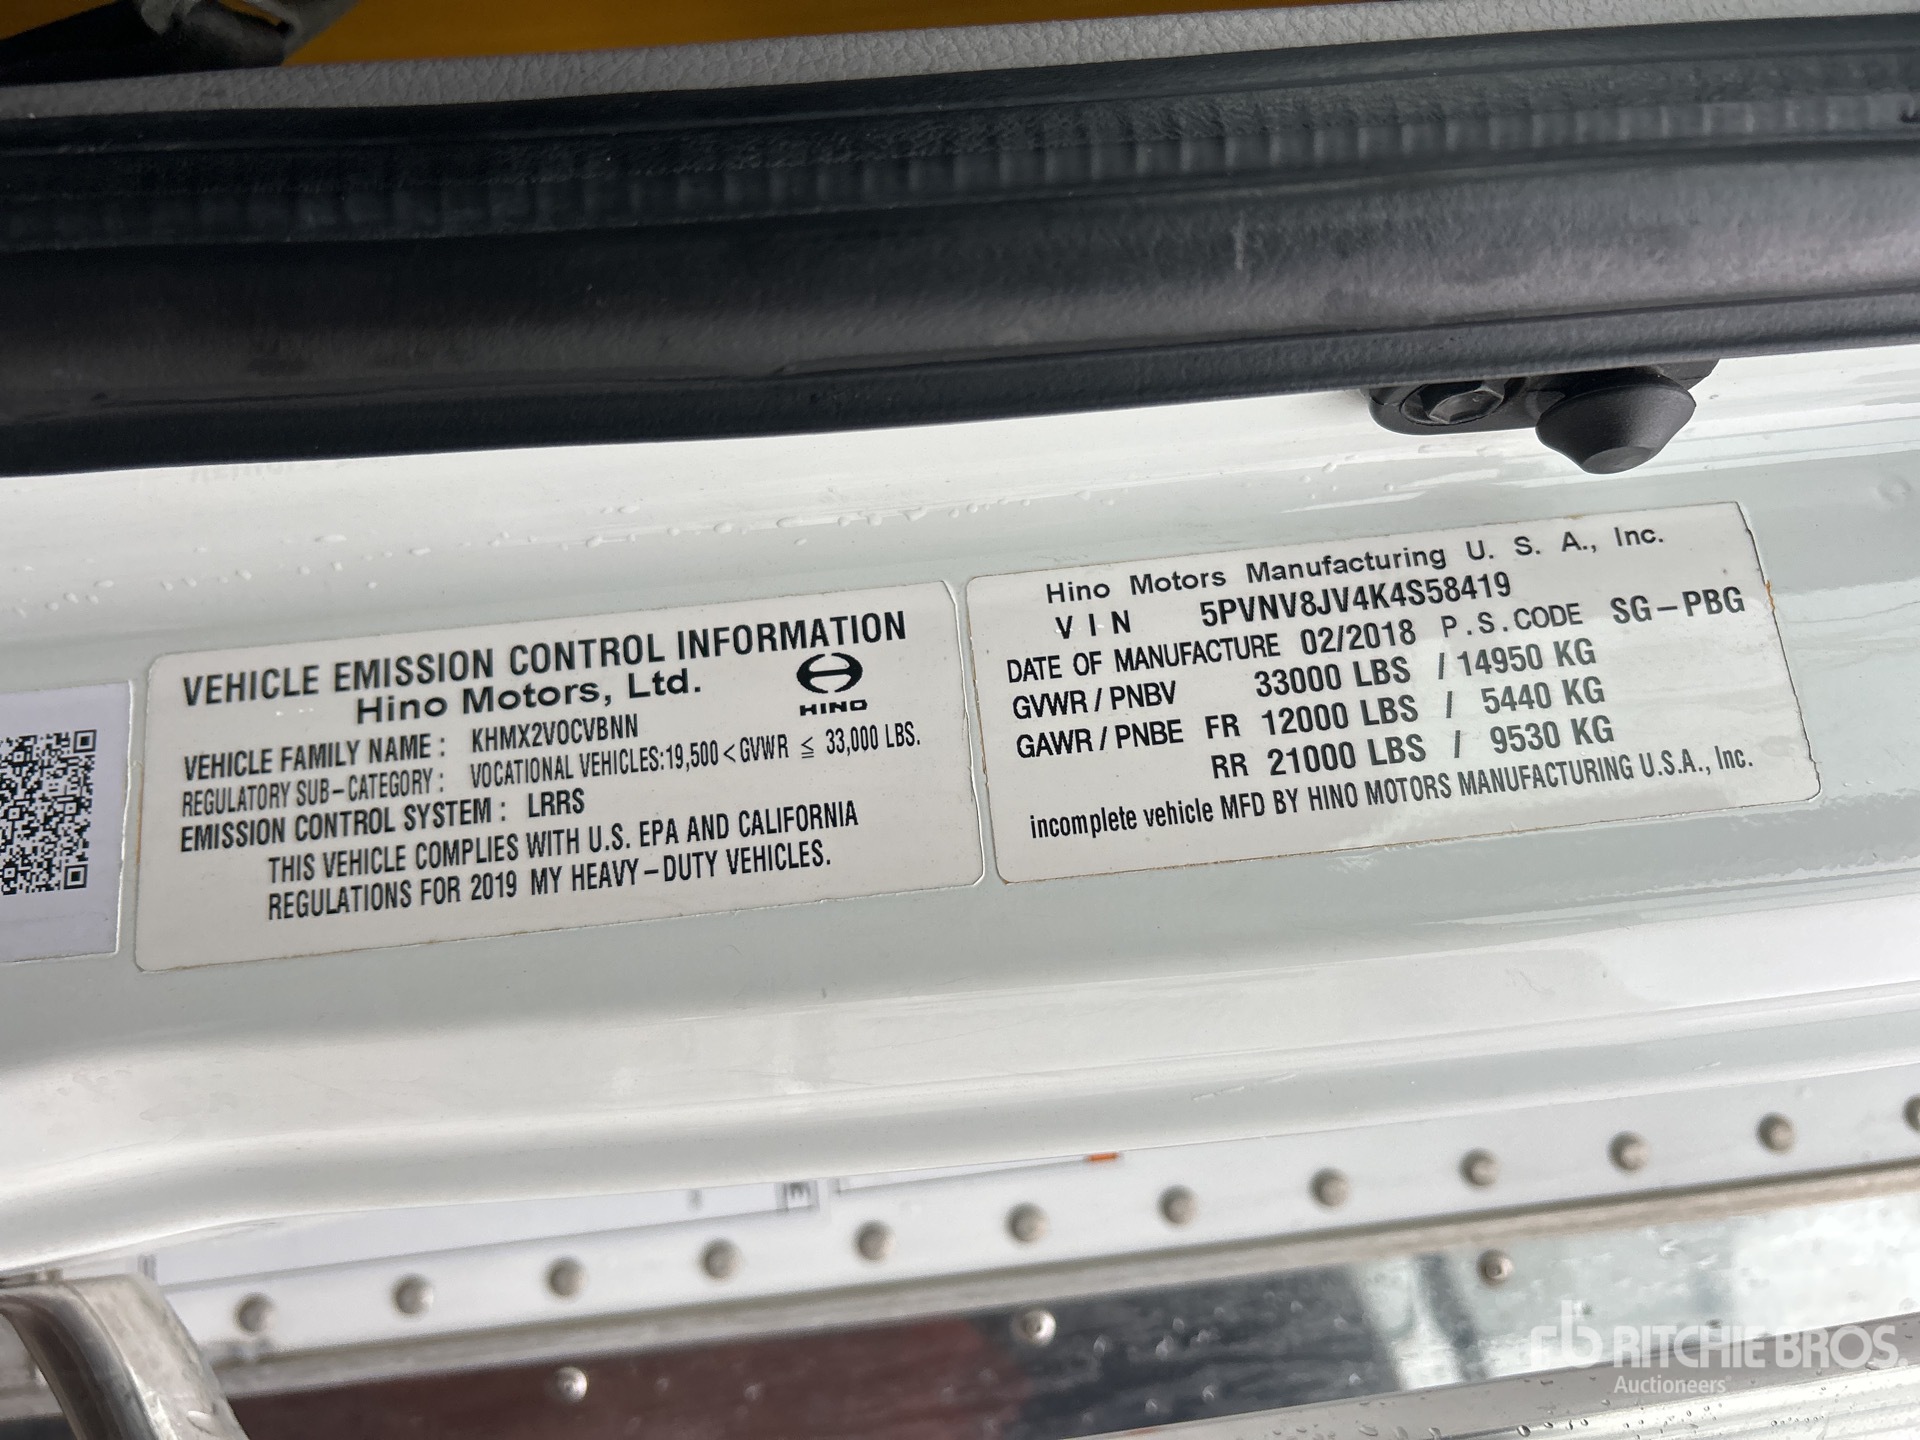 VEHICLE EMISSION CONTROL INFORMATION
Hino Motors, Ltd.
HINO
VEHICLE FAMILY NAME : KHMX2VOCVBNN
REGULATORY SUB-CATEGORY : VOCATIONAL VEHICLES:19,500<GVWR ≦ 33,000 LBS.
EMISSION CONTROL SYSTEM : LRRS
THIS VEHICLE COMPLIES WITH U.S. EPA AND CALIFORNIA
REGULATIONS FOR 2019 MY HEAVY-DUTY VEHICLES.
Hino Motors Manufacturing U. S. A., Inc.
VIN 5PVNV8JV4K4S58419
DATE OF MANUFACTURE 02/2018 P.S.CODE SG-PBG
GVWR / PNBV 33000 LBS / 14950 KG
GAWR / PNBE FR 12000 LBS / 5440 KG
RR 21000 LBS / 9530 KG
incomplete vehicle MFD BY HINO MOTORS MANUFACTURING U.S.A., Inc.
rb RITCHIE BROS.
Auctioneers